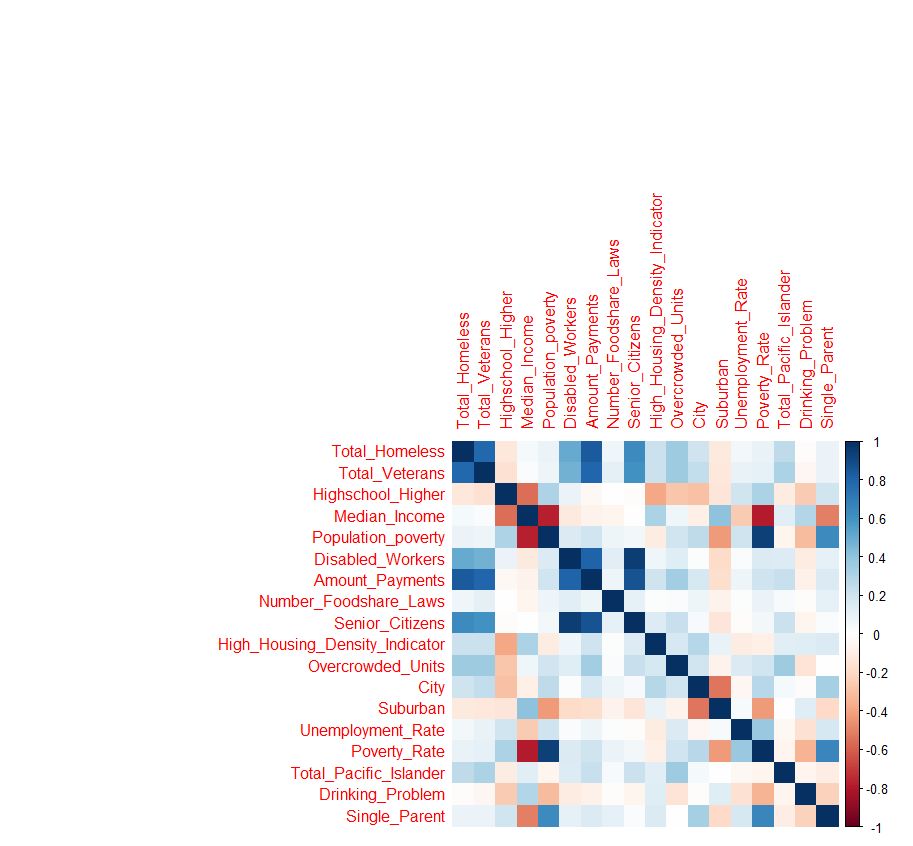 Total_Homeless
Total_Veterans
Highschool_Higher
Median_Income
Population_poverty
Disabled_Workers
Amount_Payments
Number_Foodshare_Laws
Senior_Citizens
High_Housing_Density_Indicator
Overcrowded_Units
City
Suburban
Unemployment_Rate
Poverty_Rate
Total_Pacific_Islander
Drinking_Problem
Single_Parent
Total_Homeless
Total_Veterans
Highschool_Higher
Median_Income
Population_poverty
Disabled_Workers
Amount_Payments
Number_Foodshare_Laws
Senior_Citizens
High_Housing_Density_Indicator
Overcrowded_Units
City
Suburban
Unemployment_Rate
Poverty_Rate
Total_Pacific_Islander
Drinking_Problem
Single_Parent
1
0.8
0.6
0.4
0.2
0
-0.2
-0.4
-0.6
-0.8
-1